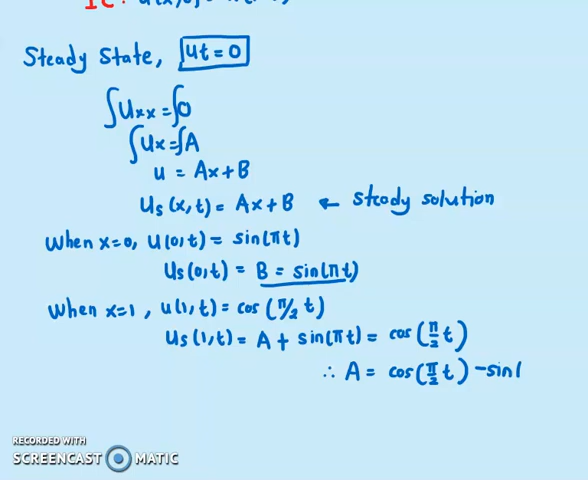 Steady State, ut = 0
∫Uxx = ∫0
∫Ux = ∫A
u = Ax+B
Us(x,t) = Ax+B ← steady solution
When x=0, u(0,t) = sin(πt)
Us(0,t) = B = sin(πt)
When x=1, u(1,t) = cos(π/2 t)
Us(1,t) = A + sin(πt) = cos(π/2 t)
∴ A = cos(π/2 t) -sin(
RECORDED WITH
SCREENCAST MATIC